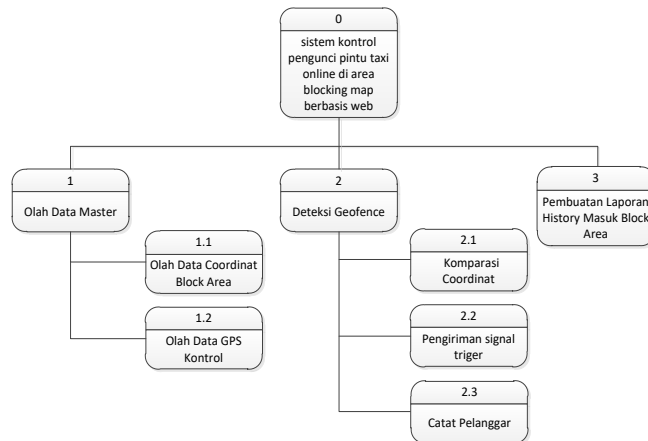 0
sistem kontrol
pengunci pintu taxi
online di area
blocking map
berbasis web
1
Olah Data Master
2
Deteksi Geofence
3
Pembuatan Laporan
History Masuk Block
Area
1.1
Olah Data Coordinat
Block Area
1.2
Olah Data GPS
Kontrol
2.1
Komparasi
Coordinat
2.2
Pengiriman signal
triger
2.3
Catat Pelanggar